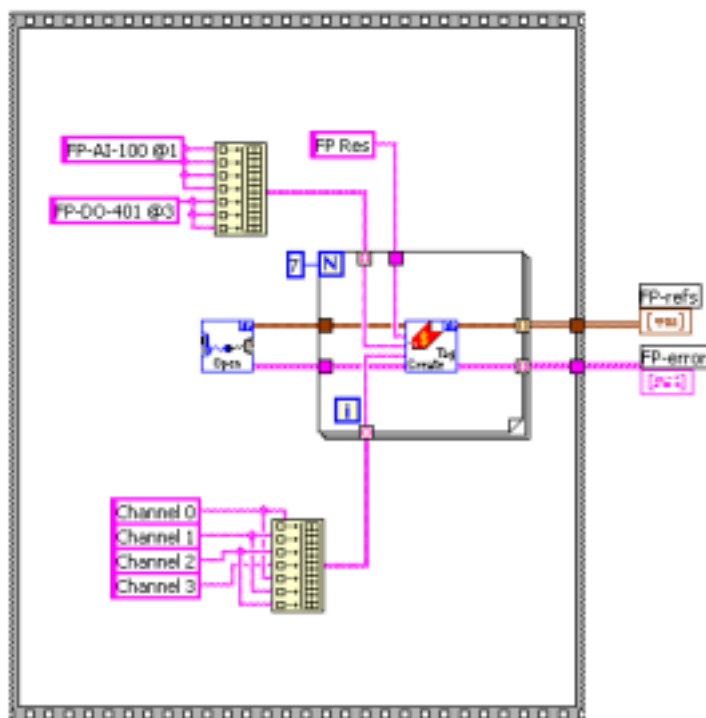 FP-AI-100 @1
FP Res
FP-DO-401 @3
7
N
FP-refs
Open
Tag
Create
FP-error
i
Channel 0
Channel 1
Channel 2
Channel 3